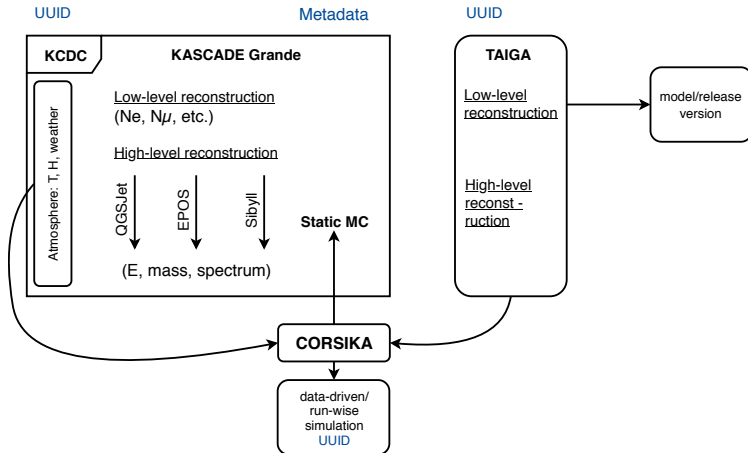 UUID
Metadata
UUID
KCDC
KASCADE Grande
TAIGA
Atmosphere: T, H, weather
Low-level reconstruction
(Ne, Nµ, etc.)
High-level reconstruction
QGSJet
EPOS
Sibyll
Static MC
(E, mass, spectrum)
Low-level
reconstruction
High-level
reconst -
ruction
model/release
version
CORSIKA
data-driven/
run-wise
simulation
UUID